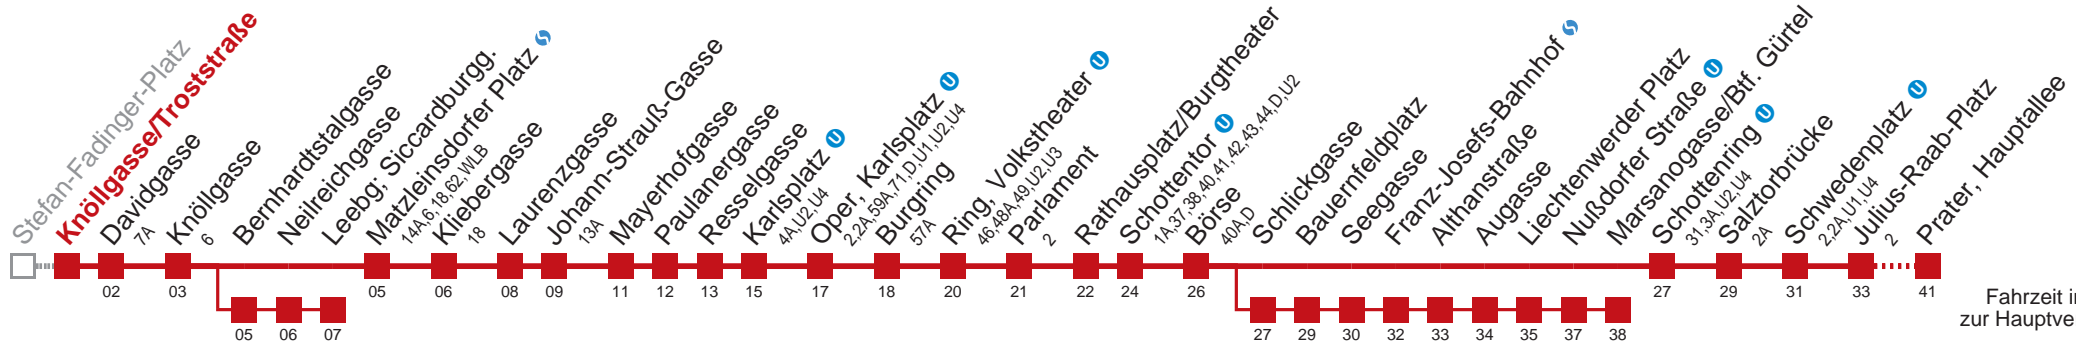 Stefan-Fadinger-Platz
Knöllgasse/Troststraße
Davidgasse
7A
Knöllgasse
6
Bernhardtstalgasse
Neilreichgasse
Leebg; Siccardburgg.
Matzleinsdorfer Platz
14A,6,18,62,WLB
Kliebergasse
18
Laurenzgasse
Johann-Strauß-Gasse
13A
Mayerhofgasse
Paulanergasse
Resselgasse
Karlsplatz U
4A,U2,U4
Oper, Karlsplatz U
2,2A,59A,71,D,U1,U2,U4
Burgring
57A
Ring, Volkstheater U
46,48A,49,U2,U3
Parlament
2
Rathausplatz/Burgtheater
Schottentor U
1A,37,38,40,41,42,43,44,D,U2
Börse
40A,D
Schlickgasse
Bauernfeldplatz
Seegasse
Franz-Josefs-Bahnhof
Althanstraße
Augasse
Liechtenwerder Platz
Nußdorfer Straße U
Marsanogasse/Btf. Gürtel
Schottenring U
31,3A,U2,U4
Salztorbrücke
2A
Schwedenplatz U
2,2A,U1,U4
Julius-Raab-Platz
2
Prater, Hauptallee
02 03 05 06 08 09 11 12 13 15 17 18 20 21 22 24 26 27 29 31 33 41
05 06 07 27 29 30 32 33 34 35 37 38
Fahrzeit i
zur Hauptve